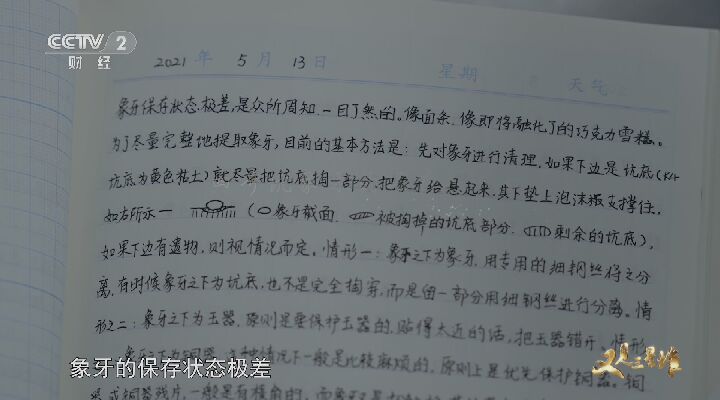 CCTV 2
财经
2021 年 5 月 13 日 星期 天气
象牙保存状态极差,是众所周知、一目了然的。像面条、像即将融化了的巧克力雪糕。
为了尽量完整地提取象牙,目前的基本方法是:先对象牙进行清理,如果下边是坑底(K4
坑底为黄色粘土)就尽量把坑底掏一部分,把象牙给悬起来,其下垫上泡沫板支撑住。
如右所示— ( 象牙截面, 被掏掉的坑底部分, 剩余的坑底),
如果下边有遗物,则视情况而定。情形一:象牙之下为象牙,用专用的细钢丝将之分
离,有时候象牙之下为坑底,也不是完全掏穿,而是留一部分用细钢丝进行分离。情
形之二:象牙之下为玉器,原则是要保护玉器的,贴得太近的话,把玉器错开。情形
情况下一般是比较麻烦的,原则上是优先保护铜器。铜
残片,一般是有棱角的,而象牙
象牙的保存状态极差